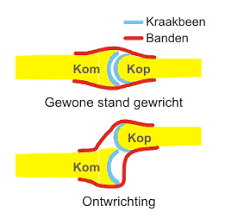 Kraakbeen
Banden
Kom Kop
Gewone stand gewricht
Kop
Kom
Ontwrichting